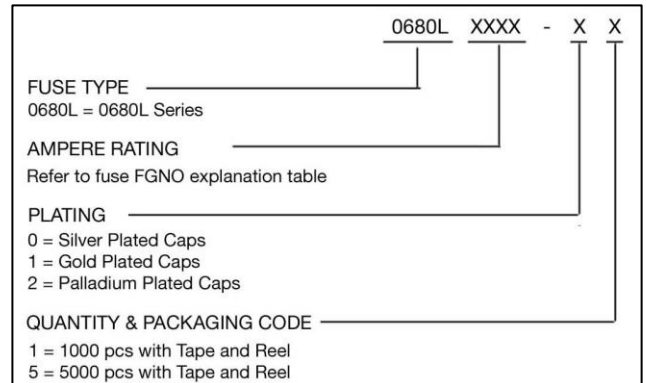 0680L XXXX - X X
FUSE TYPE
0680L = 0680L Series
AMPERE RATING
Refer to fuse FGNO explanation table
PLATING
0 = Silver Plated Caps
1 = Gold Plated Caps
2 = Palladium Plated Caps
QUANTITY & PACKAGING CODE
1 = 1000 pcs with Tape and Reel
5 = 5000 pcs with Tape and Reel